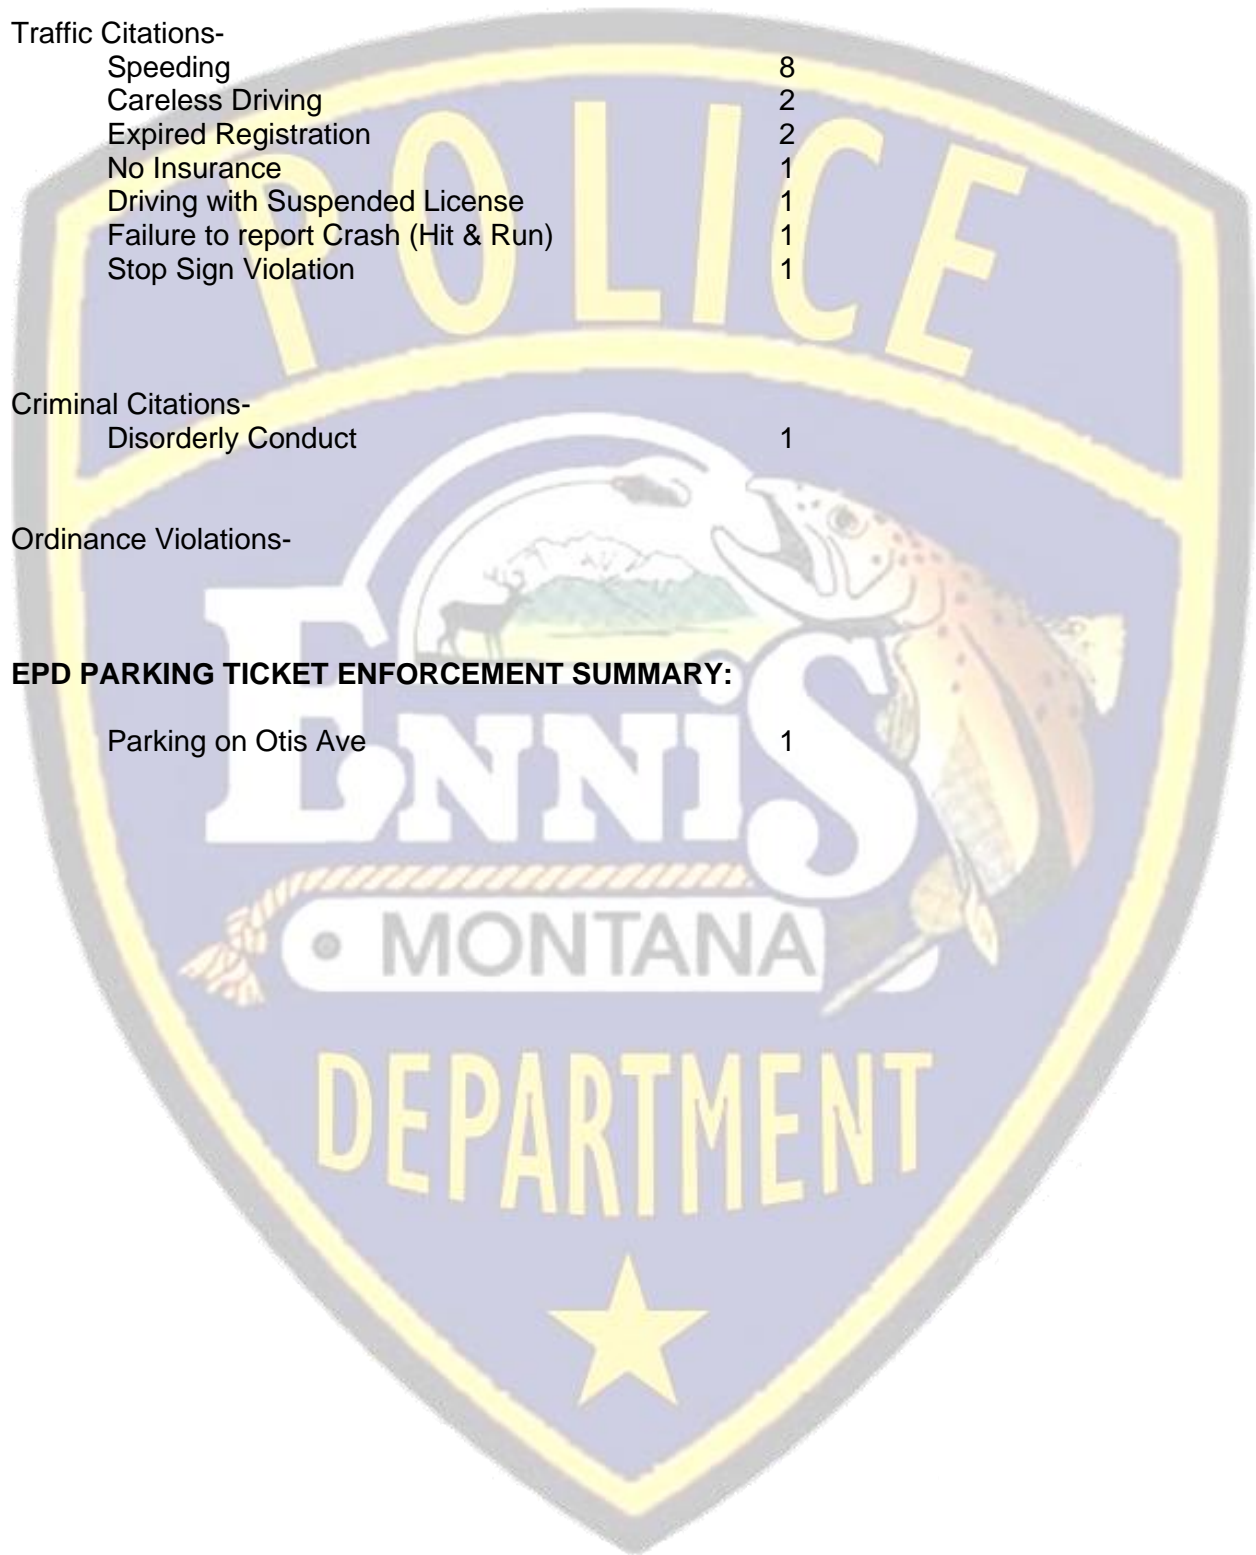 Traffic Citations-
Speeding 8
Careless Driving 2
Expired Registration 2
No Insurance 1
Driving with Suspended License 1
Failure to report Crash (Hit & Run) 1
Stop Sign Violation 1
POLICE
Criminal Citations-
Disorderly Conduct 1
Ordinance Violations-
EPD PARKING TICKET ENFORCEMENT SUMMARY:
Parking on Otis Ave 1
ENNiS
MONTANA
DEPARTMENT